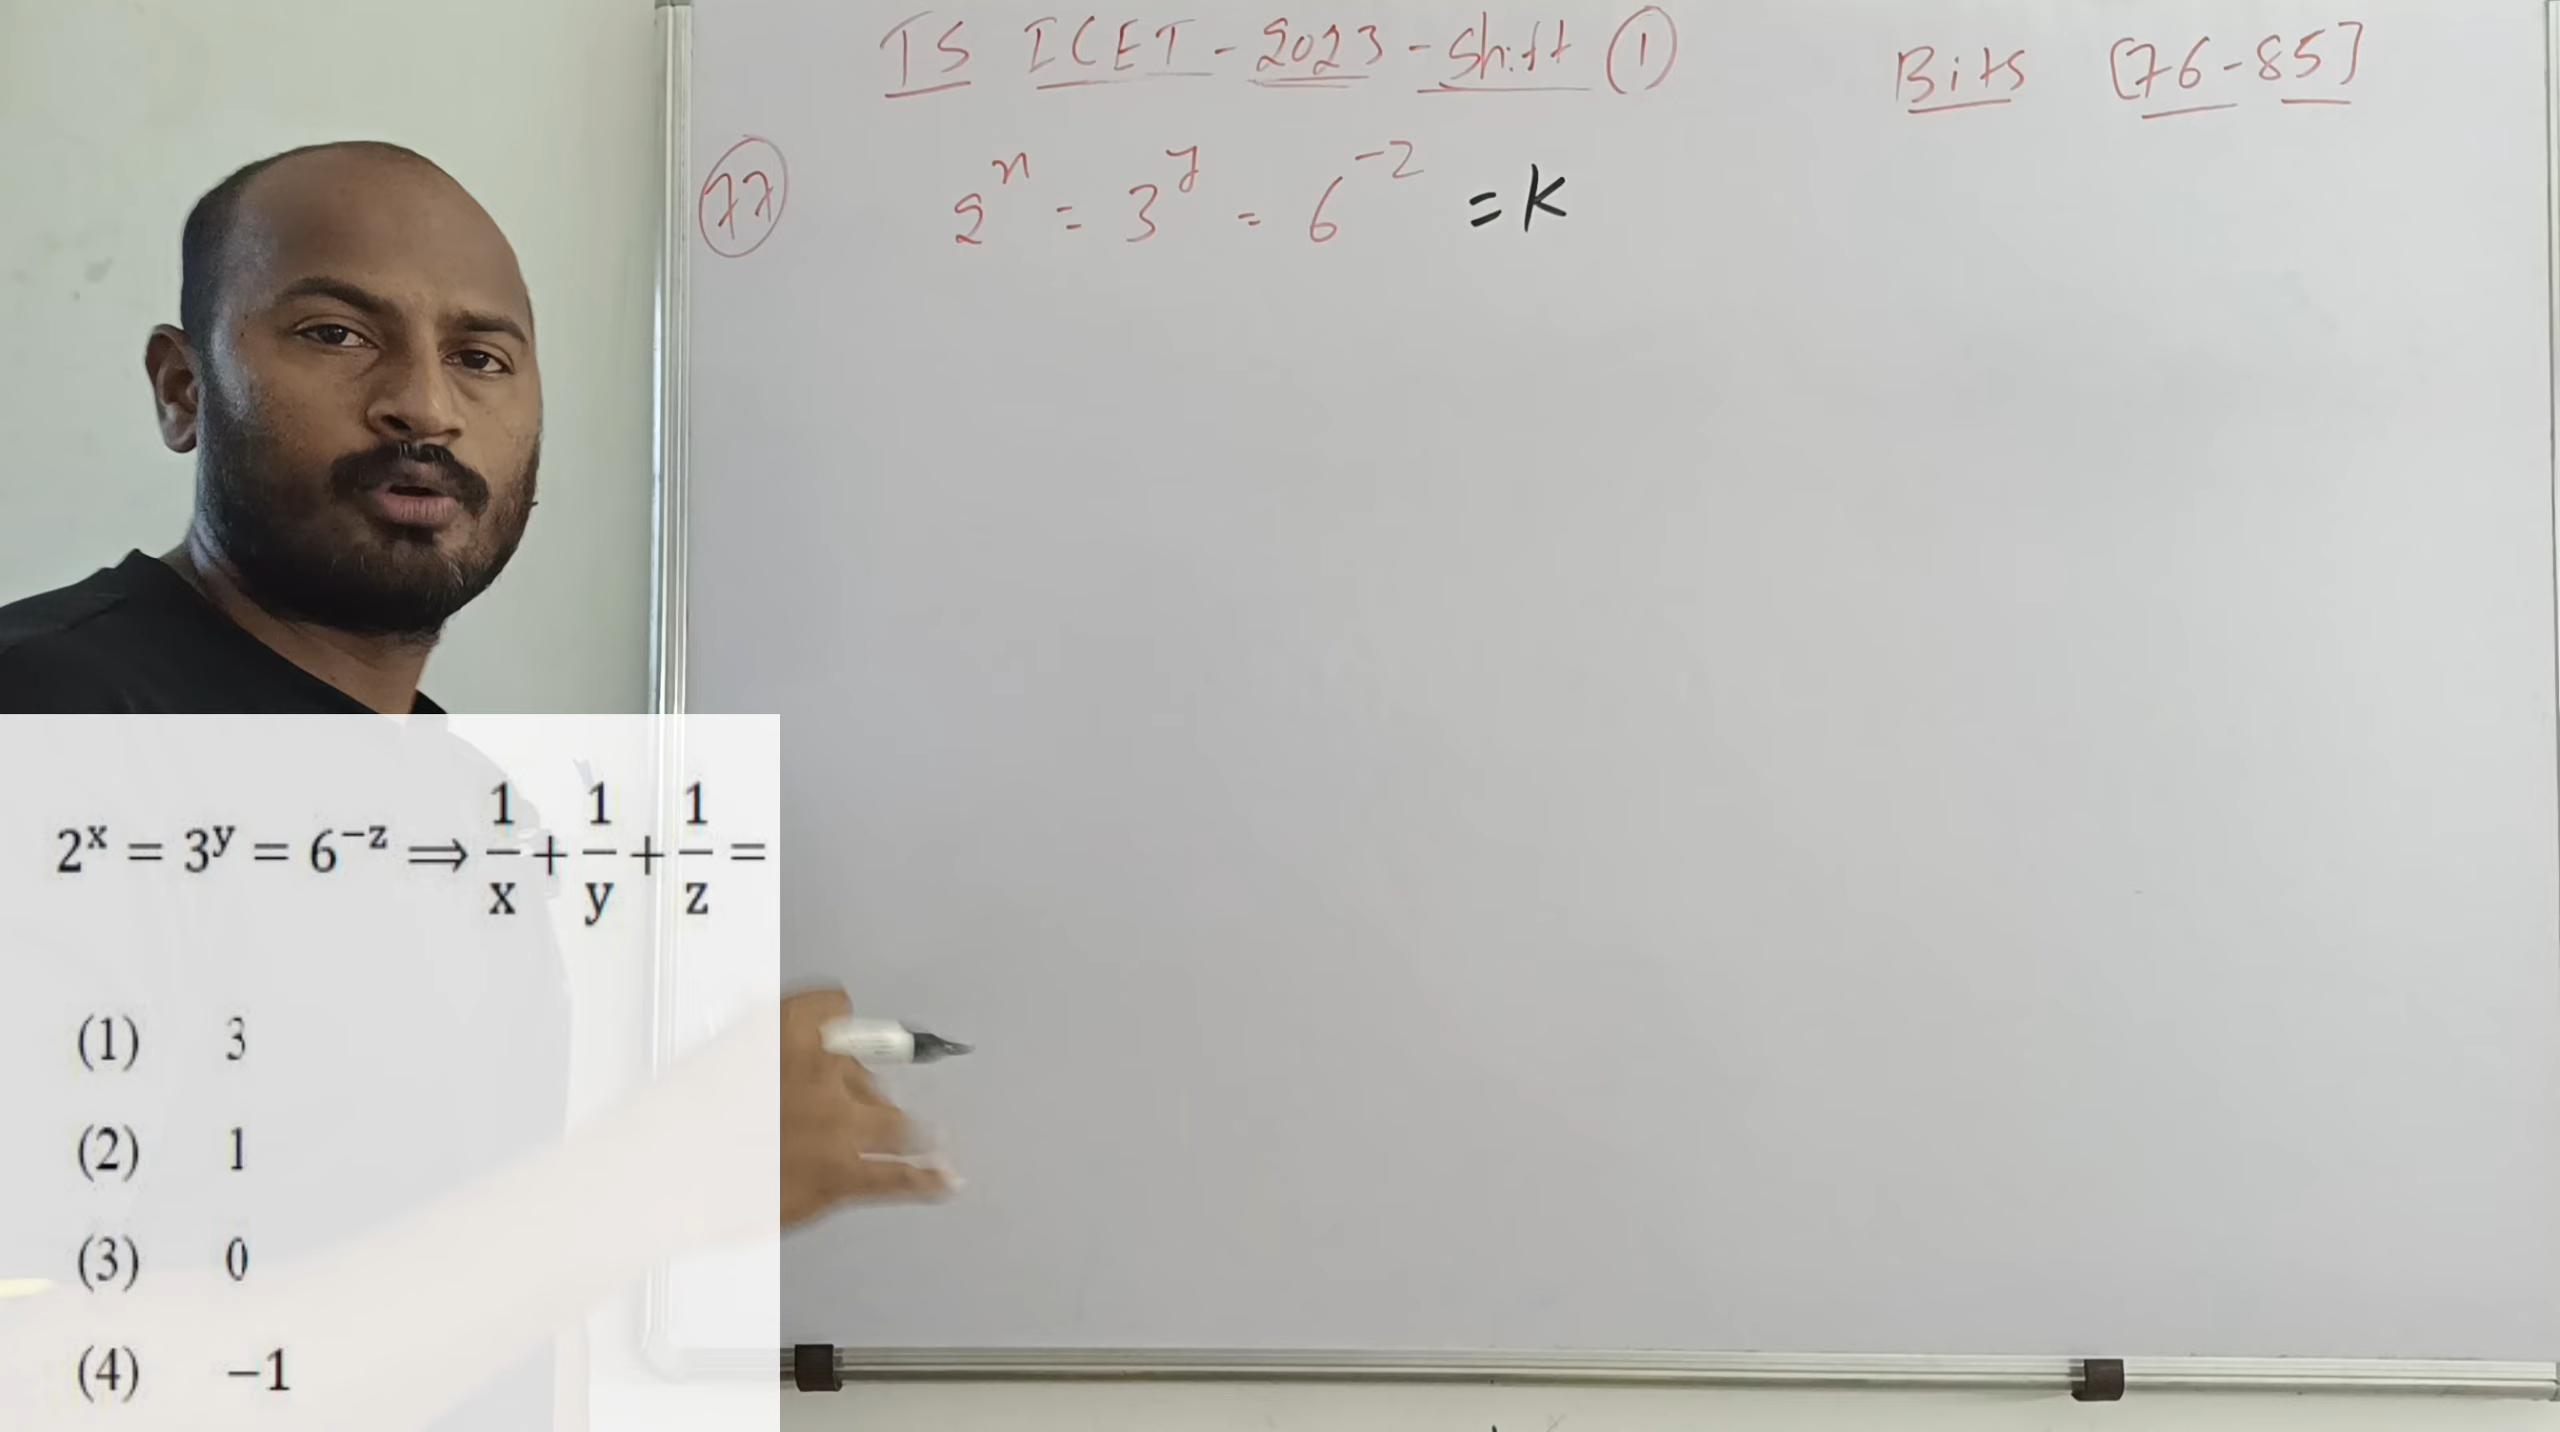 TS ICET - 2023 - Shift ①
Bits [76-85]
77
2^x = 3^y = 6^-z = K
2^x = 3^y = 6^−z ⟹ 1/x + 1/y + 1/z =
(1) 3
(2) 1
(3) 0
(4) −1